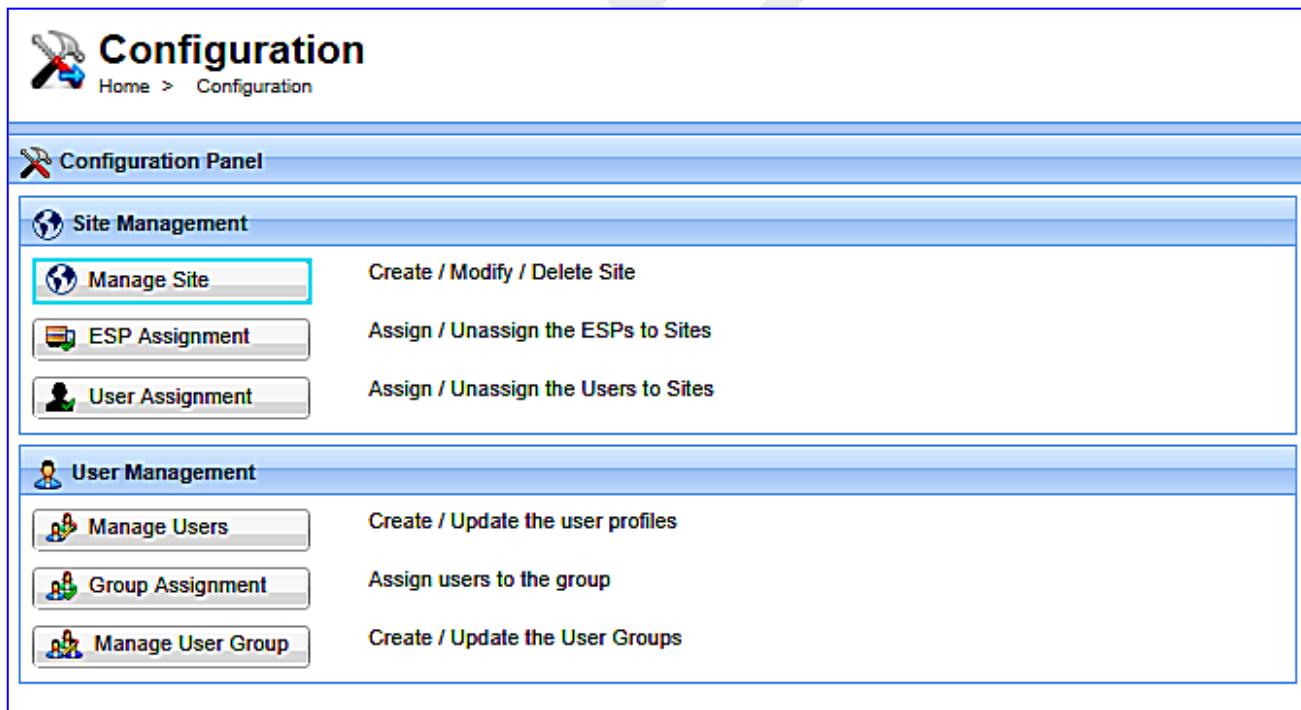 Configuration
Home > Configuration
Configuration Panel
Site Management
Manage Site Create / Modify / Delete Site
ESP Assignment Assign / Unassign the ESPs to Sites
User Assignment Assign / Unassign the Users to Sites
User Management
Manage Users Create / Update the user profiles
Group Assignment Assign users to the group
Manage User Group Create / Update the User Groups